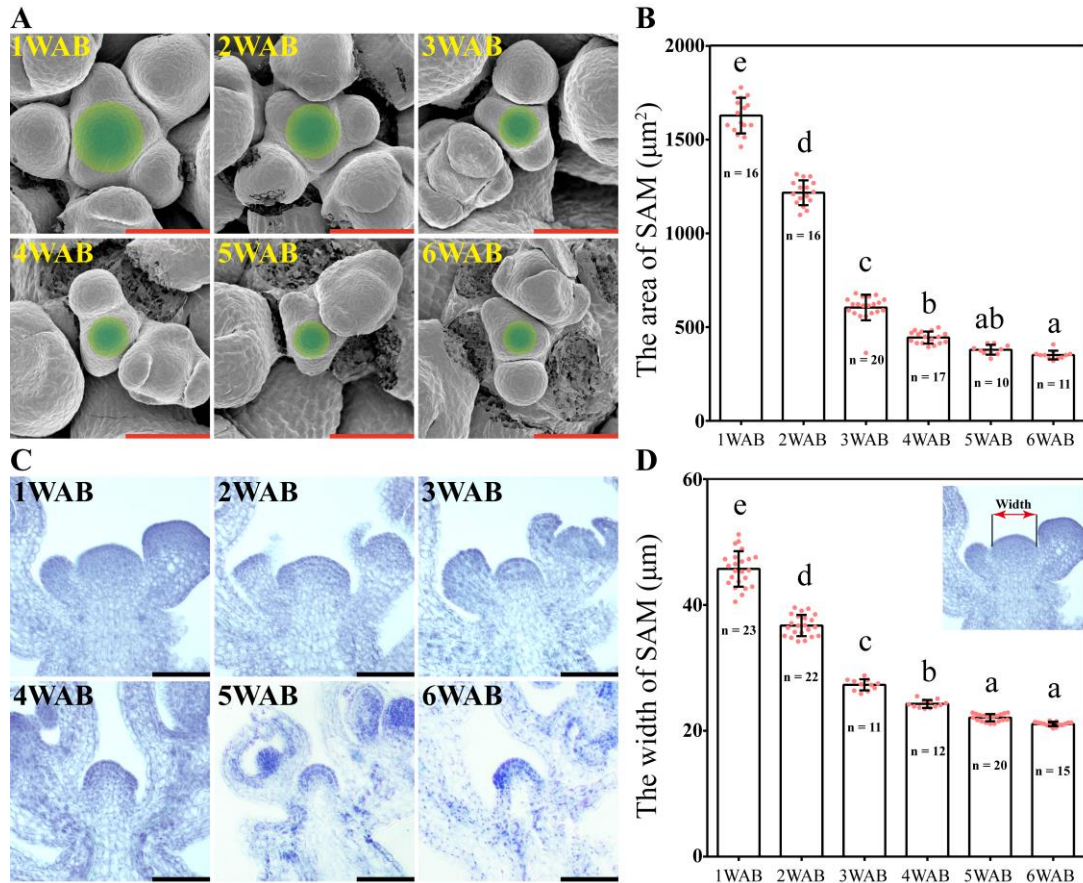 A
1WAB
2WAB
3WAB
4WAB
5WAB
6WAB
B
The area of SAM (μm²)
2000
1500
1000
500
0
e
d
c
b
ab
a
n = 16
n = 16
n = 20
n = 17
n = 10
n = 11
1WAB 2WAB 3WAB 4WAB 5WAB 6WAB
C
1WAB
2WAB
3WAB
4WAB
5WAB
6WAB
D
The width of SAM (μm)
60
40
20
0
Width
e
d
c
b
a
a
n = 23
n = 22
n = 11
n = 12
n = 20
n = 15
1WAB 2WAB 3WAB 4WAB 5WAB 6WAB